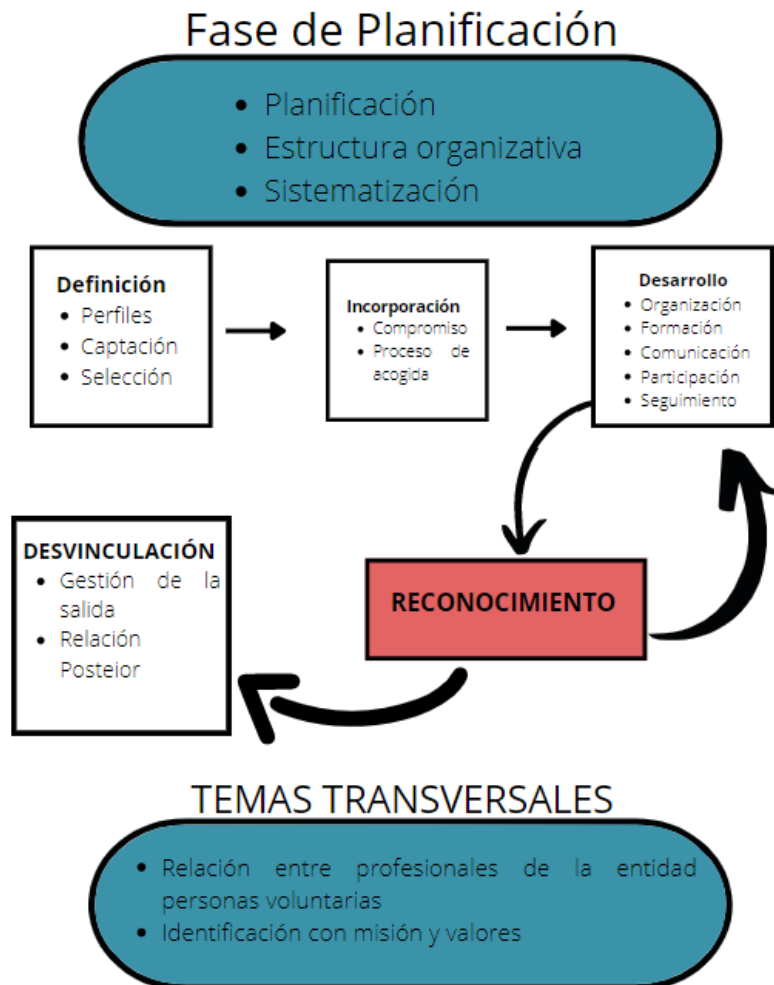 Fase de Planificación
• Planificación
• Estructura organizativa
• Sistematización
Definición
• Perfiles
• Captación
• Selección
Incorporación
• Compromiso
• Proceso de
acogida
Desarrollo
• Organización
• Formación
• Comunicación
• Participación
• Seguimiento
DESVINCULACIÓN
• Gestión de la
salida
• Relación
Posteior
RECONOCIMIENTO
TEMAS TRANSVERSALES
• Relación entre profesionales de la entidad
personas voluntarias
• Identificación con misión y valores